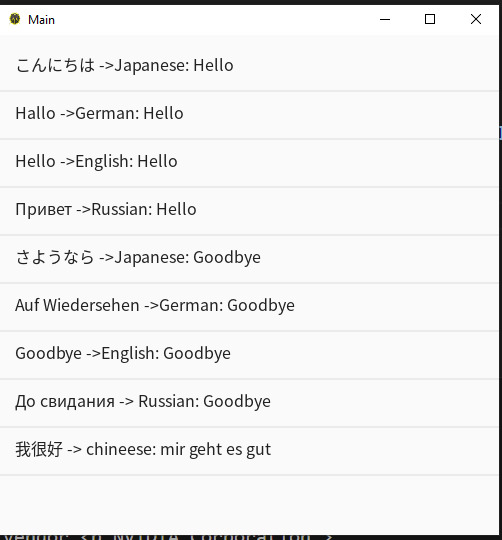 Main
こんにちは ->Japanese: Hello
Hallo ->German: Hello
Hello ->English: Hello
Привет ->Russian: Hello
さようなら ->Japanese: Goodbye
Auf Wiedersehen ->German: Goodbye
Goodbye ->English: Goodbye
До свидания -> Russian: Goodbye
我很好 -> chineese: mir geht es gut